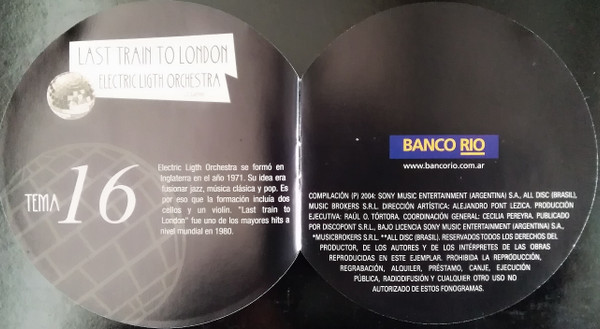 LAST TRAIN TO LONDON
ELECTRIC LIGTH ORCHESTRA
TEMA 16
Electric Ligth Orchestra se formó en
Inglaterra en el año 1971. Su idea era
fusionar jazz, música clásica y pop. Es
por eso que la formación incluía dos
cellos y un violin. "Last train to
London" fue uno de los mayores hits a
nivel mundial en 1980.
BANCO RIO
www.bancorio.com.ar
COMPILACIÓN (P) 2004: SONY MUSIC ENTERTAINMENT (ARGENTINA) S.A., ALL DISC (BRASIL),
MUSIC BROKERS S.R.L. DIRECCIÓN ARTÍSTICA: ALEJANDRO PONT LEZICA. PRODUCCIÓN
EJECUTIVA: RAÚL O. TÓRTORA. COORDINACIÓN GENERAL: CECILIA PEREYRA. PUBLICADO
POR DISCOPONT S.R.L., BAJO LICENCIA SONY MUSIC ENTERTAINMENT (ARGENTINA) S.A.,
*MUSICBROKERS S.R.L. **ALL DISC (BRASIL). RESERVADOS TODOS LOS DERECHOS DEL
PRODUCTOR, DE LOS AUTORES Y DE LOS INTÉRPRETES DE LAS OBRAS
REPRODUCIDAS EN ESTE EJEMPLAR. PROHIBIDA LA REPRODUCCIÓN,
REGRABACIÓN, ALQUILER, PRÉSTAMO, CANJE, EJECUCIÓN
PÚBLICA, RADIODIFUSIÓN Y CUALQUIER OTRO USO NO
AUTORIZADO DE ESTOS FONOGRAMAS.